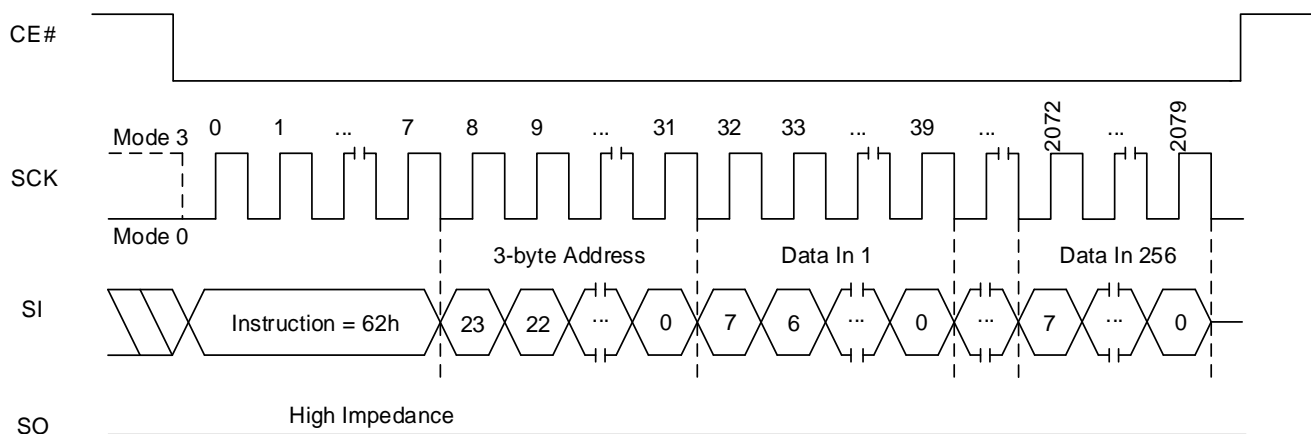 CE#
Mode 3
0 1 ... 7 8 9 ... 31 32 33 ... 39 ... 2072 ... 2079
SCK
Mode 0
3-byte Address Data In 1 Data In 256
SI Instruction = 62h 23 22 ... 0 7 6 ... 0 ... 7 ... 0
High Impedance
SO